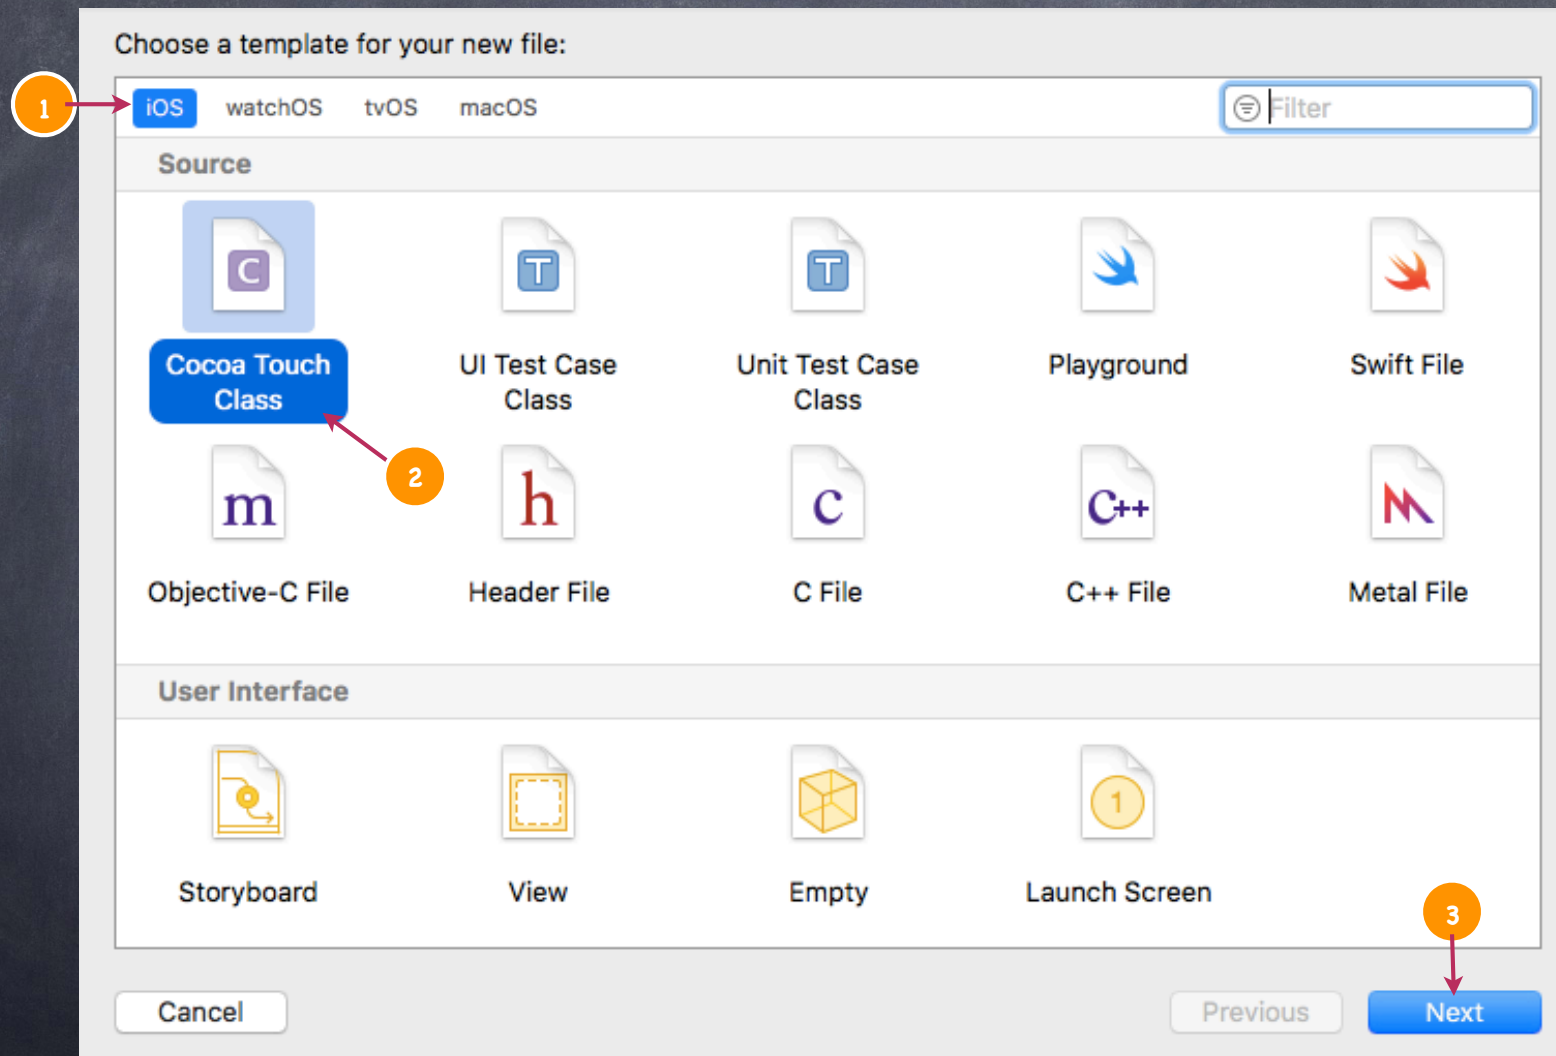 Choose a template for your new file:
1
iOS watchOS tvOS macOS Filter
Source
C T T
Cocoa Touch Class
UI Test Case Class
Unit Test Case Class
Playground
Swift File
2
m h c C++
Objective-C File Header File C File C++ File Metal File
User Interface
1
Storyboard View Empty Launch Screen
3
Cancel Previous Next